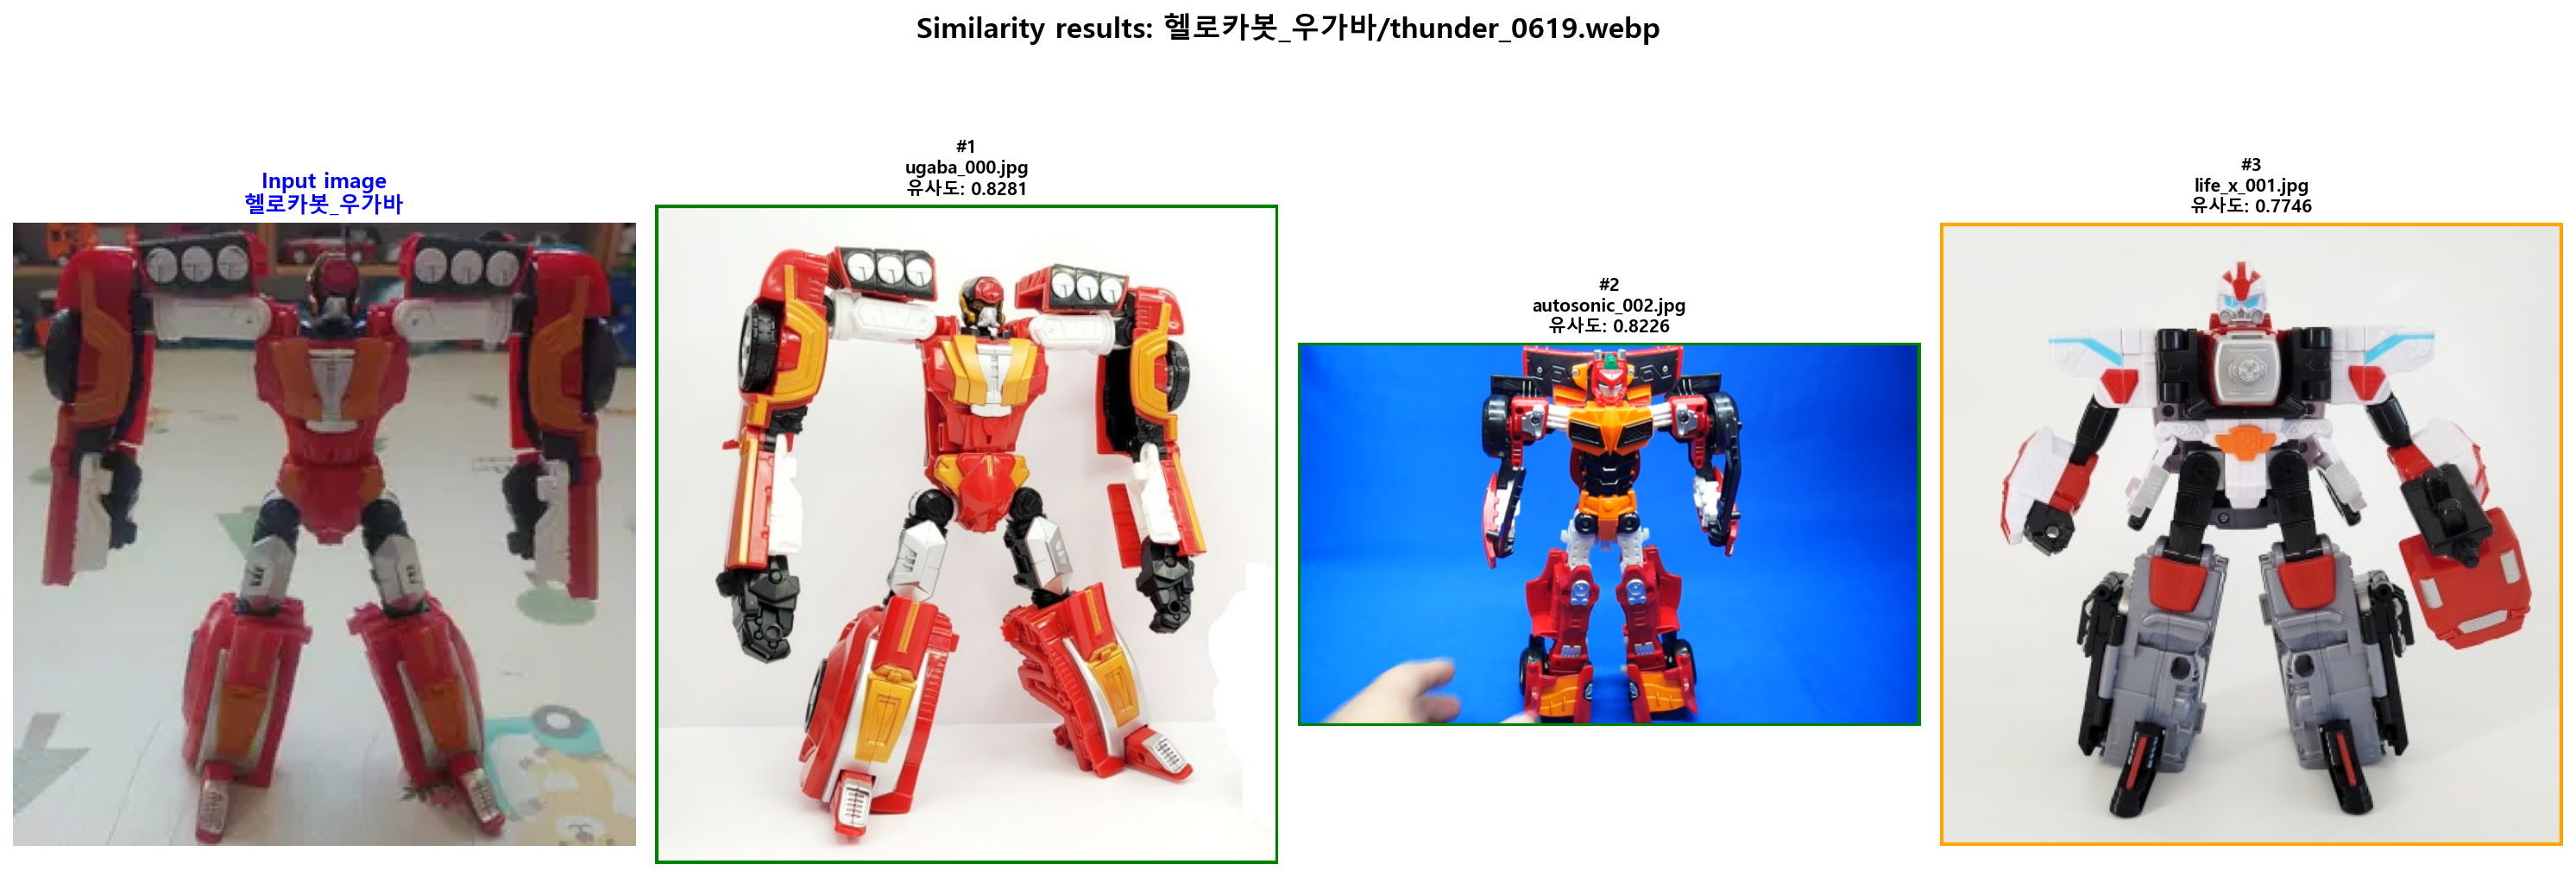 Similarity results: 헬로카봇_우가바/thunder_0619.webp
Input image
헬로카봇_우가바
#1
ugaba_000.jpg
유사도: 0.8281
#2
autosonic_002.jpg
유사도: 0.8226
#3
life_x_001.jpg
유사도: 0.7746